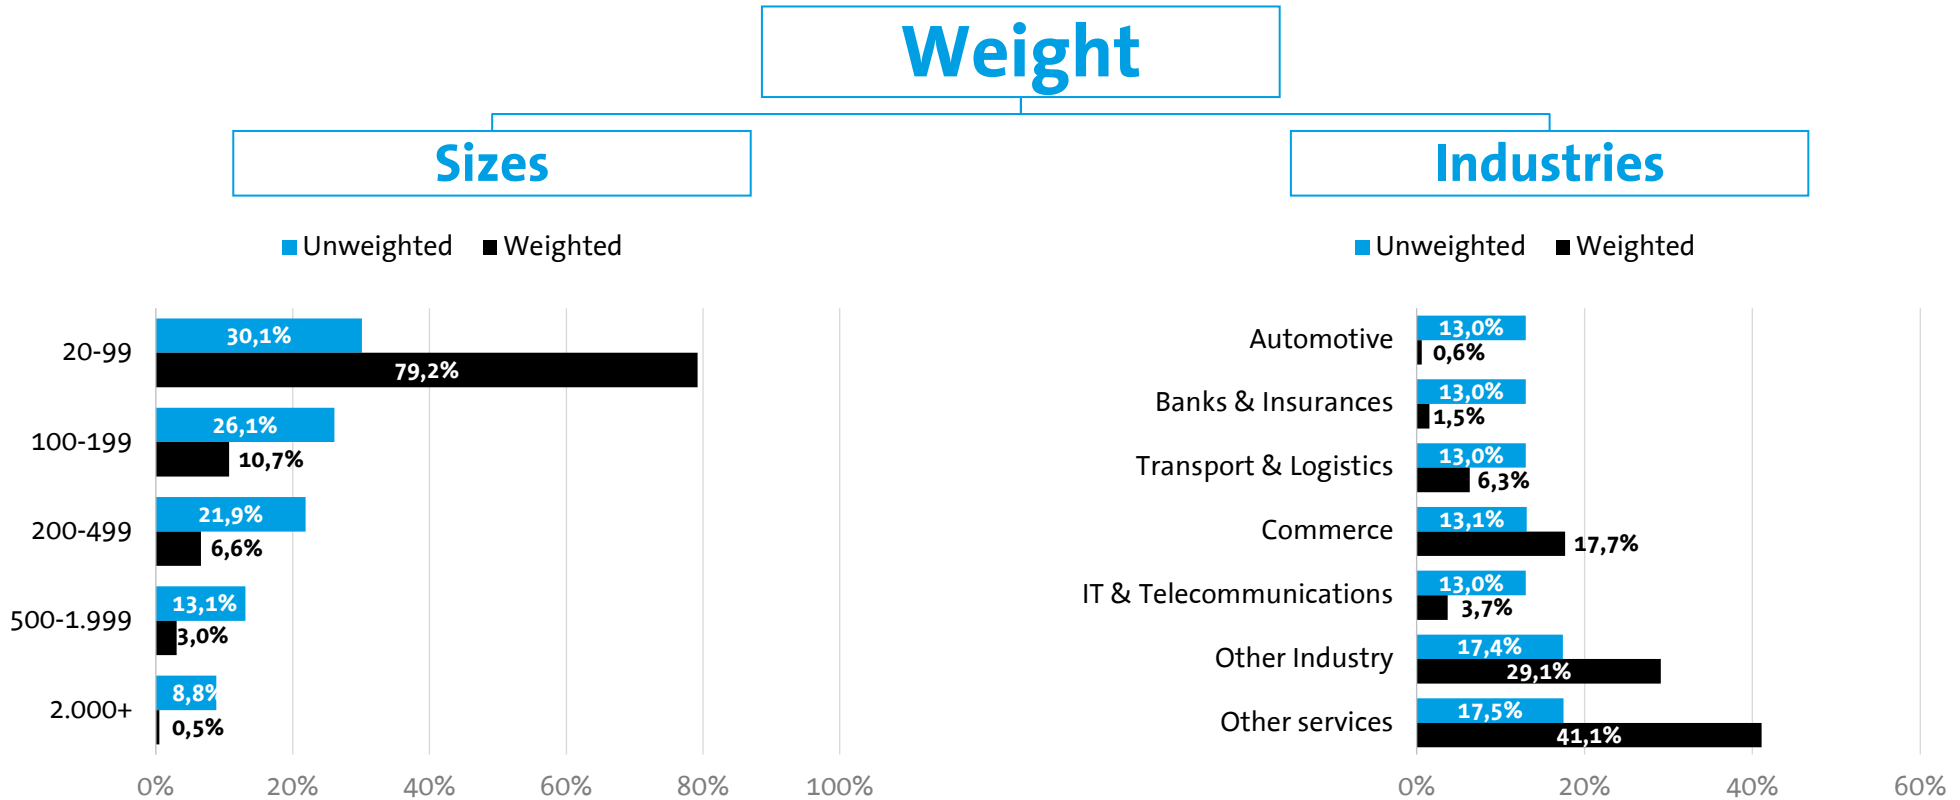 Weight
Sizes
Industries
Unweighted Weighted
Unweighted Weighted
20-99 30,1%
79,2%
100-199 26,1%
10,7%
200-499 21,9%
6,6%
500-1.999 13,1%
3,0%
2.000+ 8,8%
0,5%
0% 20% 40% 60% 80% 100%
Automotive 13,0%
0,6%
Banks & Insurances 13,0%
1,5%
Transport & Logistics 13,0%
6,3%
Commerce 13,1%
17,7%
IT & Telecommunications 13,0%
3,7%
Other Industry 17,4%
29,1%
Other services 17,5%
41,1%
0% 20% 40% 60%